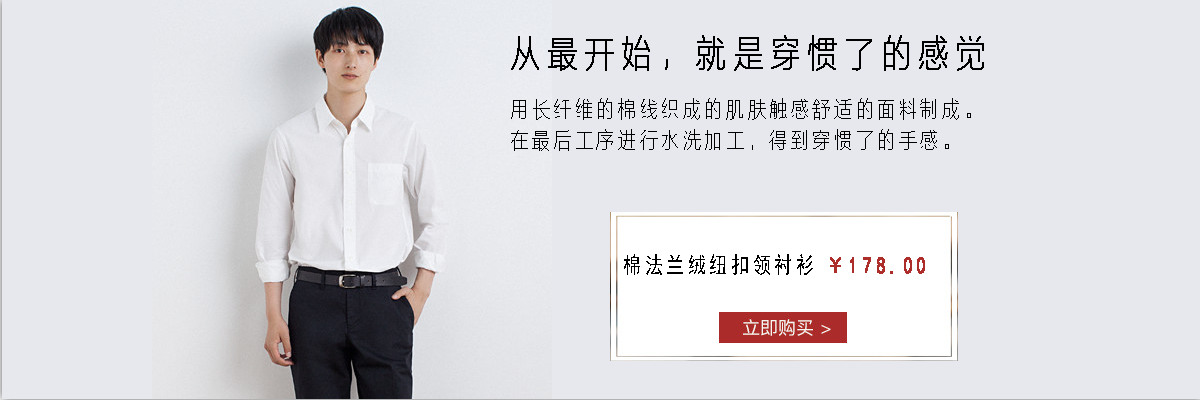 从最开始，就是穿惯了的感觉
用长纤维的棉线织成的肌肤触感舒适的面料制成。
在最后工序进行水洗加工，得到穿惯了的手感。
棉法兰绒纽扣领衬衫 ￥178.00
立即购买 >